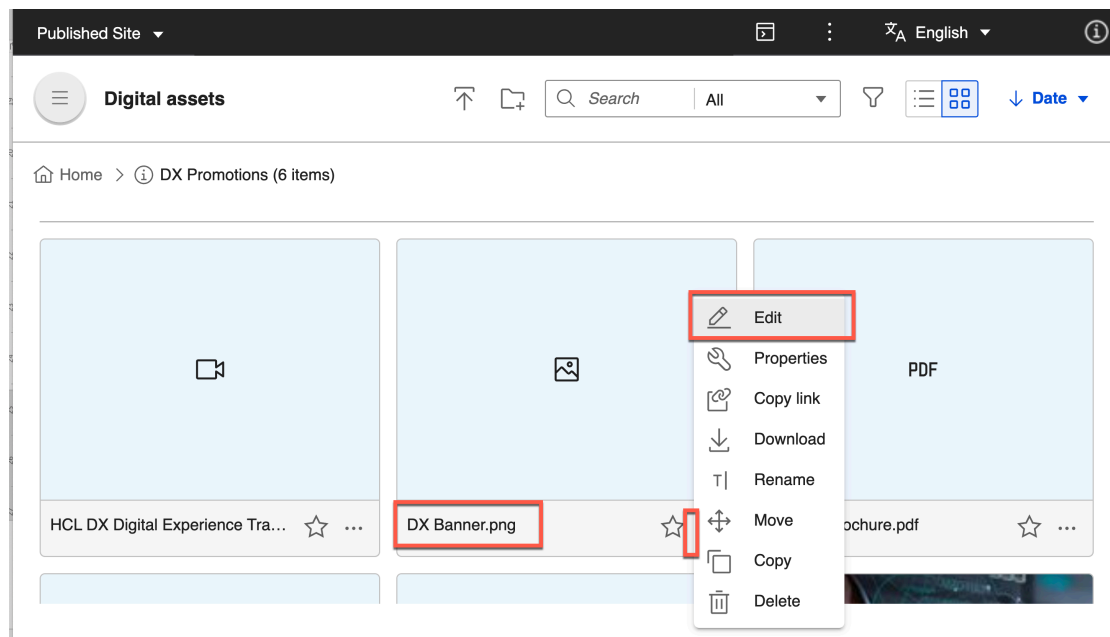 Published Site
English
Digital assets
Search
All
Date
Home > DX Promotions (6 items)
PDF
Edit
Properties
Copy link
Download
Rename
Move
Copy
Delete
HCL DX Digital Experience Tra...
DX Banner.png
ochure.pdf